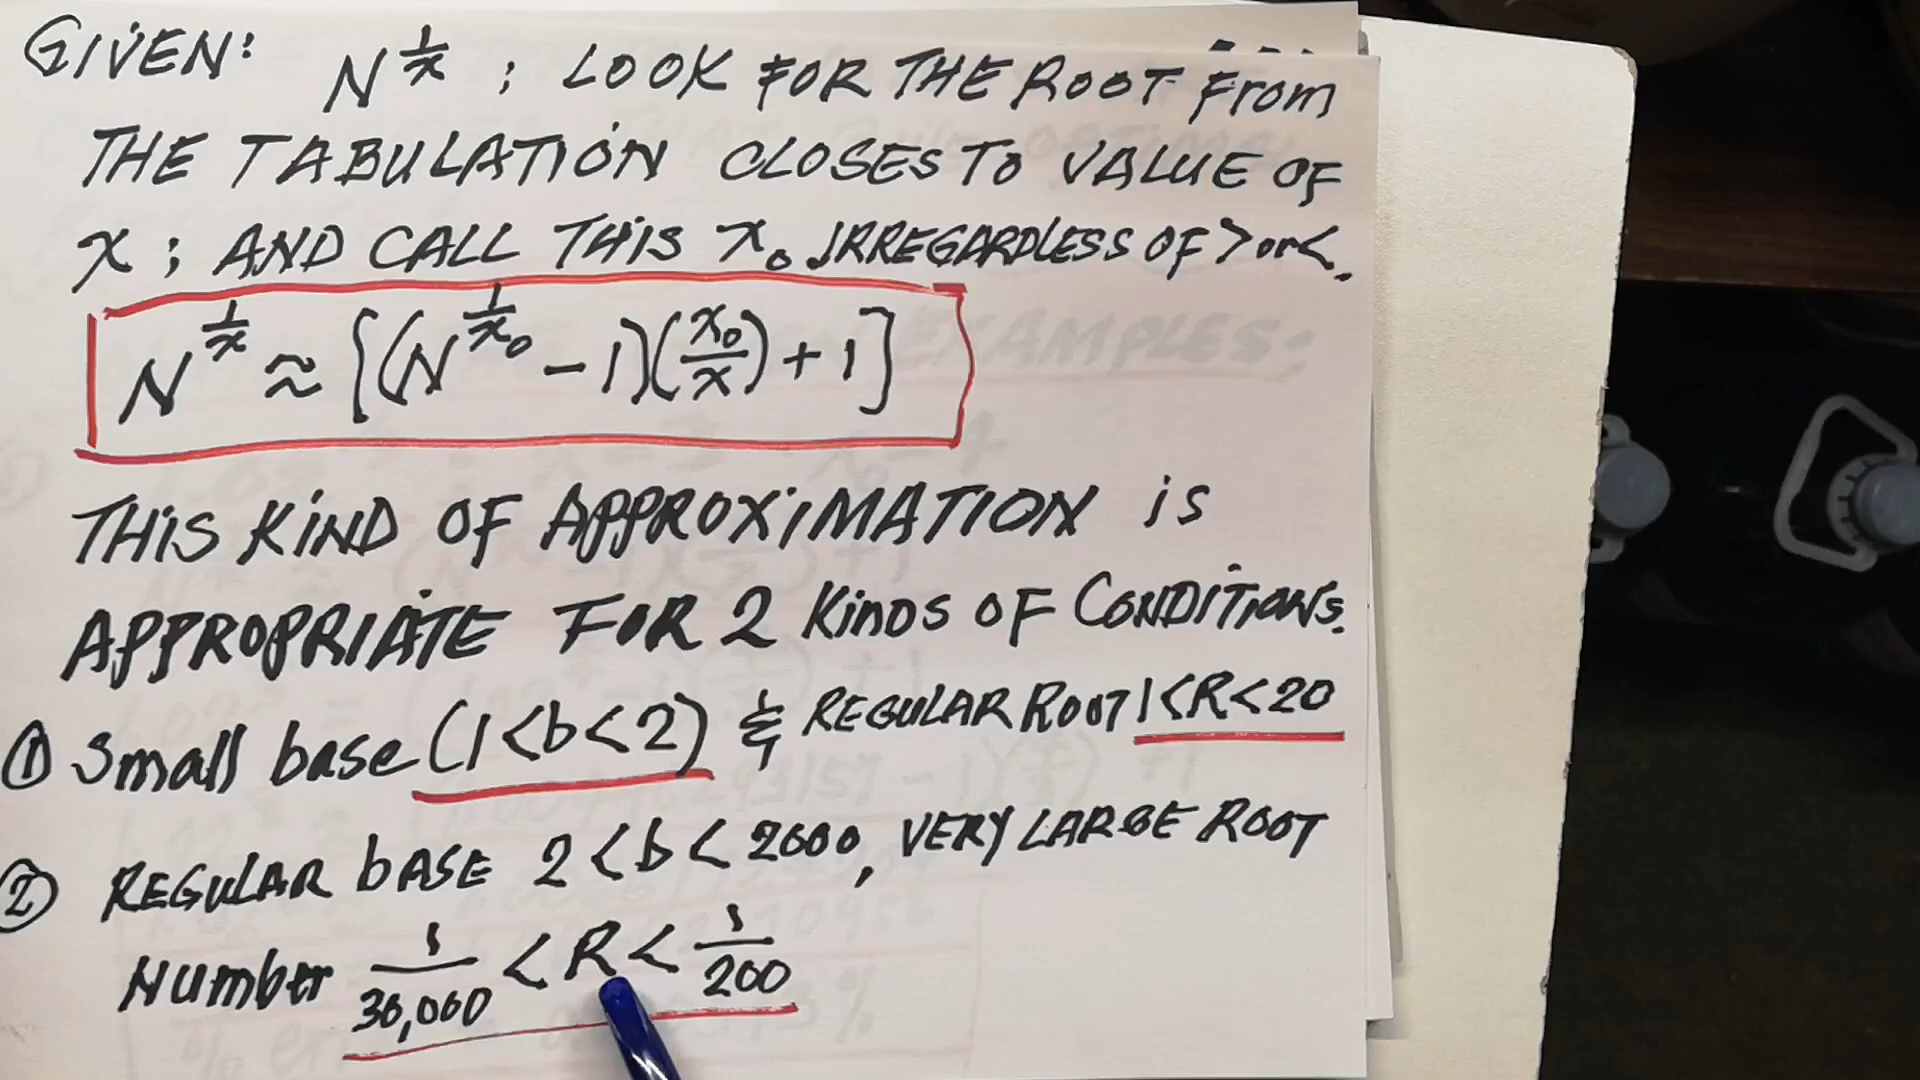 GIVEN: N^(1/x) ; LOOK FOR THE ROOT From
THE TABULATION CLOSES TO VALUE OF
x ; AND CALL THIS x₀ IRREGARDLESS OF > or <.
N^(1/x) ≈ [(N^(1/x₀) - 1)(x₀/x) + 1]
THIS KIND OF APPROXIMATION is
APPROPRIATE FOR 2 Kinds OF CONDITIONS.
① Small base (1 < b < 2) & REGULAR ROOT 1 < R < 20
② REGULAR bASE 2 < b < 2000, VERY LARGE ROOT
Number 1/30,000 < R < 1/200